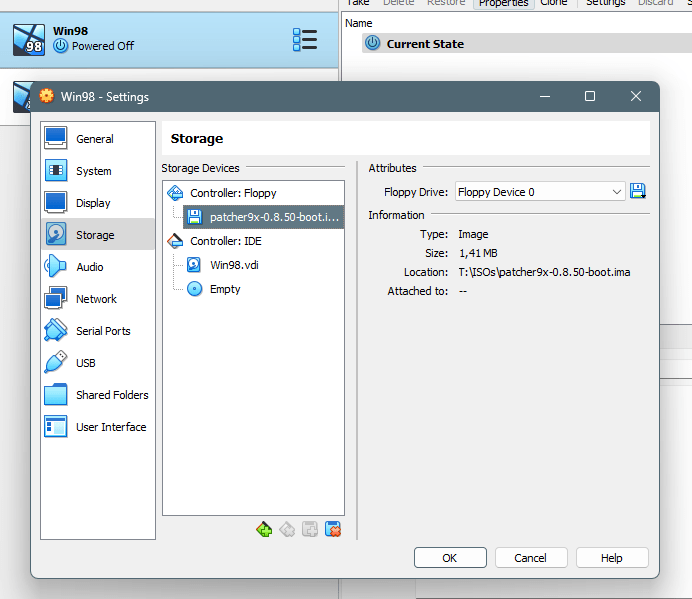 Take Delete Restore Properties Clone Settings Discard
Win98
Powered Off
98
Name
Current State
Win98 - Settings
General
System
Display
Storage
Audio
Network
Serial Ports
USB
Shared Folders
User Interface
Storage
Storage Devices
Controller: Floppy
patcher9x-0.8.50-boot.i...
Controller: IDE
Win98.vdi
Empty
Attributes
Floppy Drive: Floppy Device 0
Information
Type: Image
Size: 1,41 MB
Location: T:\ISOs\patcher9x-0.8.50-boot.ima
Attached to: --
OK Cancel Help